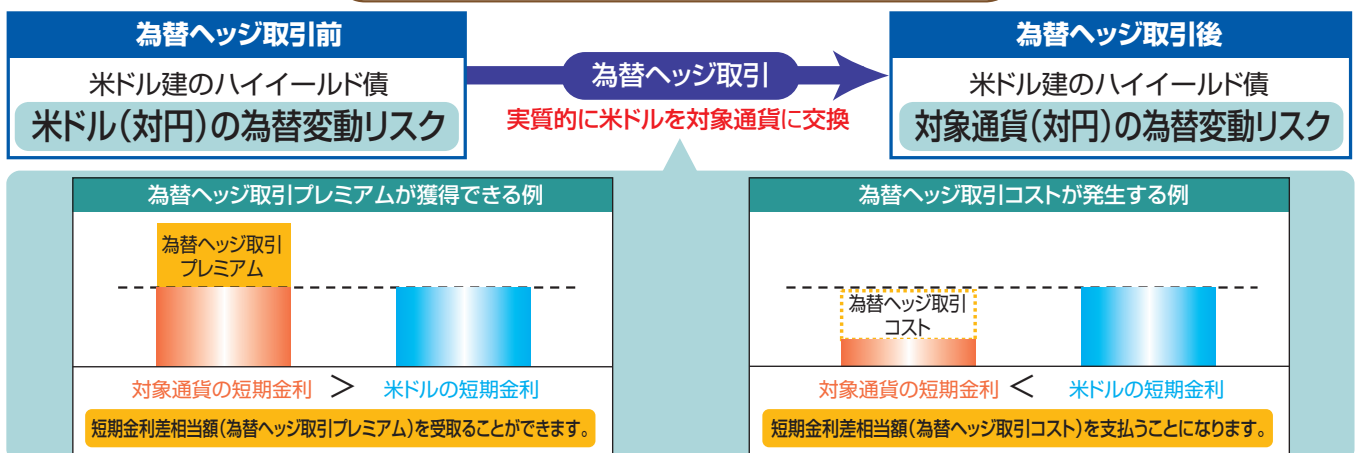 為替ヘッジ取引前
米ドル建のハイイールド債
米ドル(対円)の為替変動リスク
為替ヘッジ取引
実質的に米ドルを対象通貨に交換
為替ヘッジ取引後
米ドル建のハイイールド債
対象通貨(対円)の為替変動リスク
為替ヘッジ取引プレミアムが獲得できる例
為替ヘッジ取引
プレミアム
対象通貨の短期金利 > 米ドルの短期金利
短期金利差相当額(為替ヘッジ取引プレミアム)を受取ることができます。
為替ヘッジ取引コストが発生する例
為替ヘッジ取引
コスト
対象通貨の短期金利 < 米ドルの短期金利
短期金利差相当額(為替ヘッジ取引コスト)を支払うことになります。